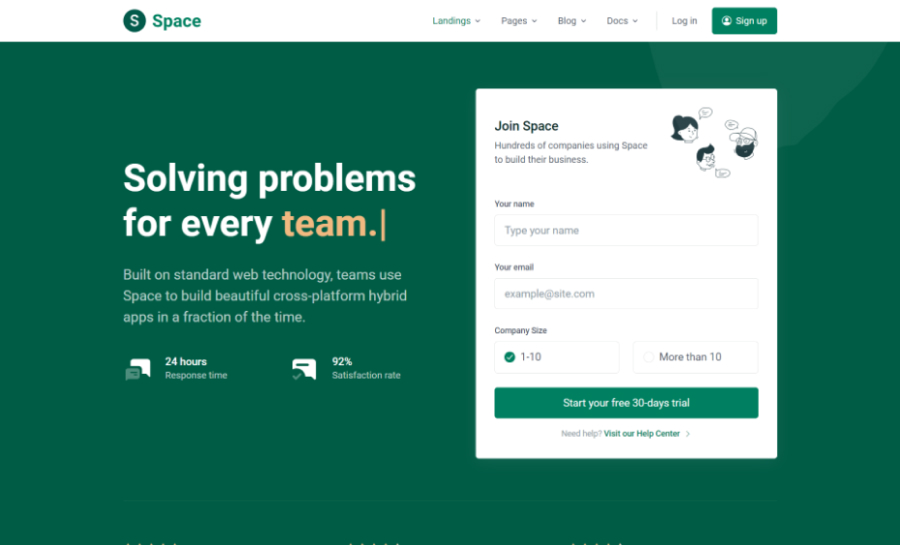 S Space
Landings Pages Blog Docs Log in Sign up
Solving problems
for every team.|
Built on standard web technology, teams use
Space to build beautiful cross-platform hybrid
apps in a fraction of the time.
24 hours
Response time
92%
Satisfaction rate
Join Space
Hundreds of companies using Space
to build their business.
Your name
Type your name
Your email
example@site.com
Company Size
1-10
More than 10
Start your free 30-days trial
Need help? Visit our Help Center